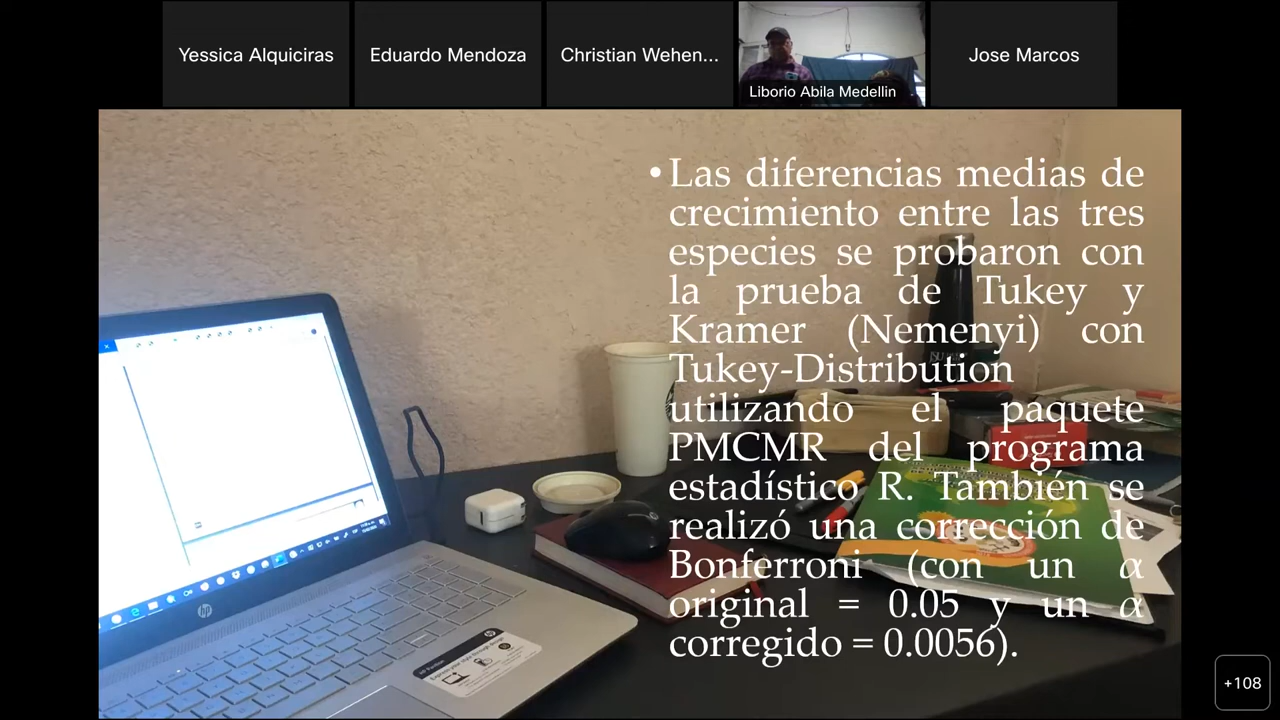 Yessica Alquiciras
Eduardo Mendoza
Christian Wehen...
Liborio Abila Medellin
Jose Marcos
• Las diferencias medias de
crecimiento entre las tres
especies se probaron con
la prueba de Tukey y
Kramer (Nemenyi) con
Tukey-Distribution
utilizando el paquete
PMCMR del programa
estadístico R. También se
realizó una corrección de
Bonferroni (con un α
original = 0.05 y un α
corregido = 0.0056).
hp
+108